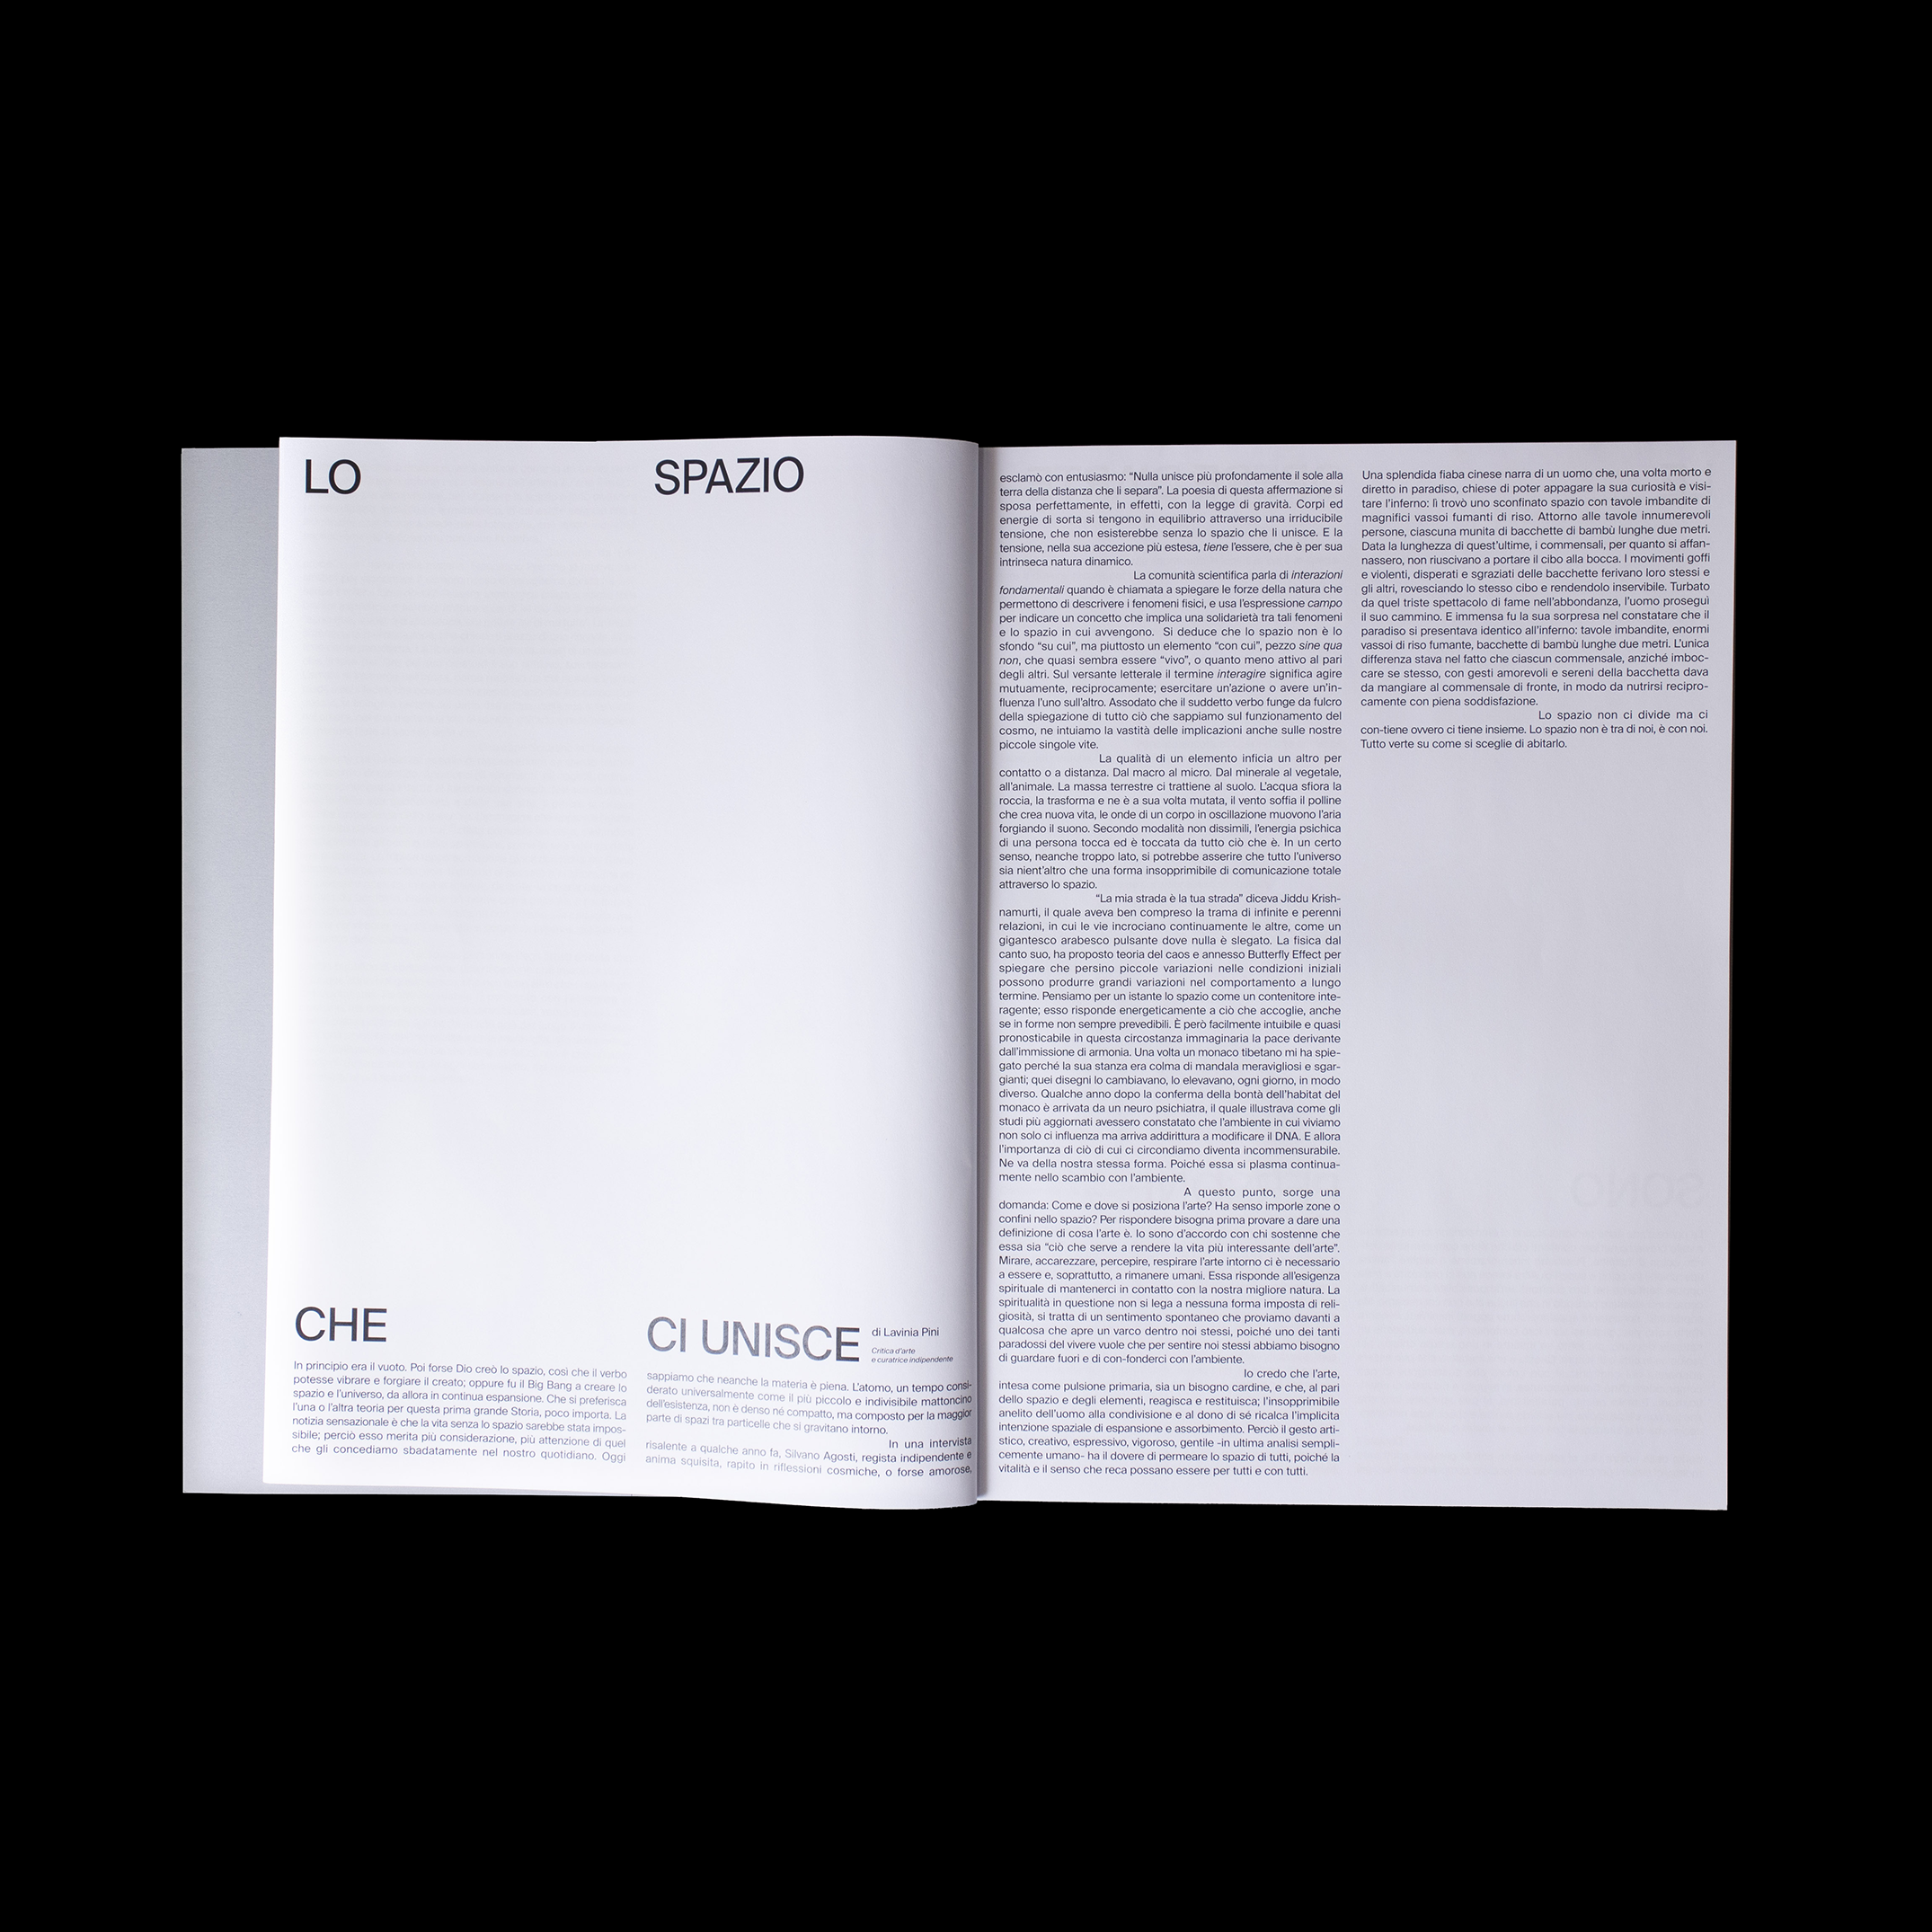 LO SPAZIO
CHE CI UNISCE
di Lavinia Pini
Critica d'arte
e curatrice indipendente
In principio era il vuoto. Poi forse Dio creò lo spazio, così che il verbo
potesse vibrare e forgiare il creato; oppure fu il Big Bang a creare lo
spazio e l'universo, da allora in continua espansione. Che si preferisca
l'una o l'altra teoria per questa prima grande Storia, poco importa. La
notizia sensazionale è che la vita senza lo spazio sarebbe stata impos-
sibile; perciò esso merita più considerazione, più attenzione di quel
che gli concediamo sbadatamente nel nostro quotidiano. Oggi
sappiamo che neanche la materia è piena. L'atomo, un tempo consi-
derato universalmente come il più piccolo e indivisibile mattoncino
dell'esistenza, non è denso né compatto, ma composto per la maggior
parte di spazi tra particelle che si gravitano intorno.
In una intervista
risalente a qualche anno fa, Silvano Agosti, regista indipendente e
anima squisita, rapito in riflessioni cosmiche, o forse amorose,
esclamò con entusiasmo: “Nulla unisce più profondamente il sole alla
terra della distanza che li separa”. La poesia di questa affermazione si
sposa perfettamente, in effetti, con la legge di gravità. Corpi ed
energie di sorta si tengono in equilibrio attraverso una irriducibile
tensione, che non esisterebbe senza lo spazio che li unisce. E la
tensione, nella sua accezione più estesa, tiene l'essere, che è per sua
intrinseca natura dinamico.
La comunità scientifica parla di interazioni
fondamentali quando è chiamata a spiegare le forze della natura che
permettono di descrivere i fenomeni fisici, e usa l'espressione campo
per indicare un concetto che implica una solidarietà tra tali fenomeni
e lo spazio in cui avvengono. Si deduce che lo spazio non è lo
sfondo “su cui”, ma piuttosto un elemento “con cui”, pezzo sine qua
non, che quasi sembra essere “vivo”, o quanto meno attivo al pari
degli altri. Sul versante letterale il termine interagire significa agire
mutuamente, reciprocamente; esercitare un'azione o avere un'in-
fluenza l'uno sull'altro. Assodato che il suddetto verbo funge da fulcro
della spiegazione di tutto ciò che sappiamo sul funzionamento del
cosmo, ne intuiamo la vastità delle implicazioni anche sulle nostre
piccole singole vite.
La qualità di un elemento inficia un altro per
contatto o a distanza. Dal macro al micro. Dal minerale al vegetale,
all'animale. La massa terrestre ci trattiene al suolo. L'acqua sfiora la
roccia, la trasforma e ne è a sua volta mutata, il vento soffia il polline
che crea nuova vita, le onde di un corpo in oscillazione muovono l'aria
forgiando il suono. Secondo modalità non dissimili, l'energia psichica
di una persona tocca ed è toccata da tutto ciò che è. In un certo
senso, neanche troppo lato, si potrebbe asserire che tutto l'universo
sia nient'altro che una forma insopprimibile di comunicazione totale
attraverso lo spazio.
“La mia strada è la tua strada” diceva Jiddu Krish-
namurti, il quale aveva ben compreso la trama di infinite e perenni
relazioni, in cui le vie incrociano continuamente le altre, come un
gigantesco arabesco pulsante dove nulla è slegato. La fisica dal
canto suo, ha proposto teoria del caos e annesso Butterfly Effect per
spiegare che persino piccole variazioni nelle condizioni iniziali
possono produrre grandi variazioni nel comportamento a lungo
termine. Pensiamo per un istante lo spazio come un contenitore inte-
ragente; esso risponde energeticamente a ciò che accoglie, anche
se in forme non sempre prevedibili. È però facilmente intuibile e quasi
pronosticabile in questa circostanza immaginaria la pace derivante
dall'immissione di armonia. Una volta un monaco tibetano mi ha spie-
gato perché la sua stanza era colma di mandala meravigliosi e sgar-
gianti; quei disegni lo cambiavano, lo elevavano, ogni giorno, in modo
diverso. Qualche anno dopo la conferma della bontà dell'habitat del
monaco è arrivata da un neuro psichiatra, il quale illustrava come gli
studi più aggiornati avessero constatato che l'ambiente in cui viviamo
non solo ci influenza ma arriva addirittura a modificare il DNA. E allora
l'importanza di ciò di cui ci circondiamo diventa incommensurabile.
Ne va della nostra stessa forma. Poiché essa si plasma continua-
mente nello scambio con l'ambiente.
A questo punto, sorge una
domanda: Come e dove si posiziona l'arte? Ha senso imporle zone o
confini nello spazio? Per rispondere bisogna prima provare a dare una
definizione di cosa l'arte è. Io sono d'accordo con chi sostenne che
essa sia “ciò che serve a rendere la vita più interessante dell'arte”.
Mirare, accarezzare, percepire, respirare l'arte intorno ci è necessario
a essere e, soprattutto, a rimanere umani. Essa risponde all'esigenza
spirituale di mantenerci in contatto con la nostra migliore natura. La
spiritualità in questione non si lega a nessuna forma imposta di reli-
giosità, si tratta di un sentimento spontaneo che proviamo davanti a
qualcosa che apre un varco dentro noi stessi, poiché uno dei tanti
paradossi del vivere vuole che per sentire noi stessi abbiamo bisogno
di guardare fuori e di con-fonderci con l'ambiente.
Io credo che l'arte,
intesa come pulsione primaria, sia un bisogno cardine, e che, al pari
dello spazio e degli elementi, reagisca e restituisca; l'insopprimibile
anelito dell'uomo alla condivisione e al dono di sé ricalca l'implicita
intenzione spaziale di espansione e assorbimento. Perciò il gesto arti-
stico, creativo, espressivo, vigoroso, gentile -in ultima analisi sempli-
cemente umano- ha il dovere di permeare lo spazio di tutti, poiché la
vitalità e il senso che reca possano essere per tutti e con tutti.
Una splendida fiaba cinese narra di un uomo che, una volta morto e
diretto in paradiso, chiese di poter appagare la sua curiosità e visi-
tare l'inferno: lì trovò uno sconfinato spazio con tavole imbandite di
magnifici vassoi fumanti di riso. Attorno alle tavole innumerevoli
persone, ciascuna munita di bacchette di bambù lunghe due metri.
Data la lunghezza di quest'ultime, i commensali, per quanto si affan-
nassero, non riuscivano a portare il cibo alla bocca. I movimenti goffi
e violenti, disperati e sgraziati delle bacchette ferivano loro stessi e
gli altri, rovesciando lo stesso cibo e rendendolo inservibile. Turbato
da quel triste spettacolo di fame nell'abbondanza, l'uomo proseguì
il suo cammino. E immensa fu la sua sorpresa nel constatare che il
paradiso si presentava identico all'inferno: tavole imbandite, enormi
vassoi di riso fumante, bacchette di bambù lunghe due metri. L'unica
differenza stava nel fatto che ciascun commensale, anziché imboc-
care se stesso, con gesti amorevoli e sereni della bacchetta dava
da mangiare al commensale di fronte, in modo da nutrirsi recipro-
camente con piena soddisfazione.
Lo spazio non ci divide ma ci
con-tiene ovvero ci tiene insieme. Lo spazio non è tra di noi, è con noi.
Tutto verte su come si sceglie di abitarlo.